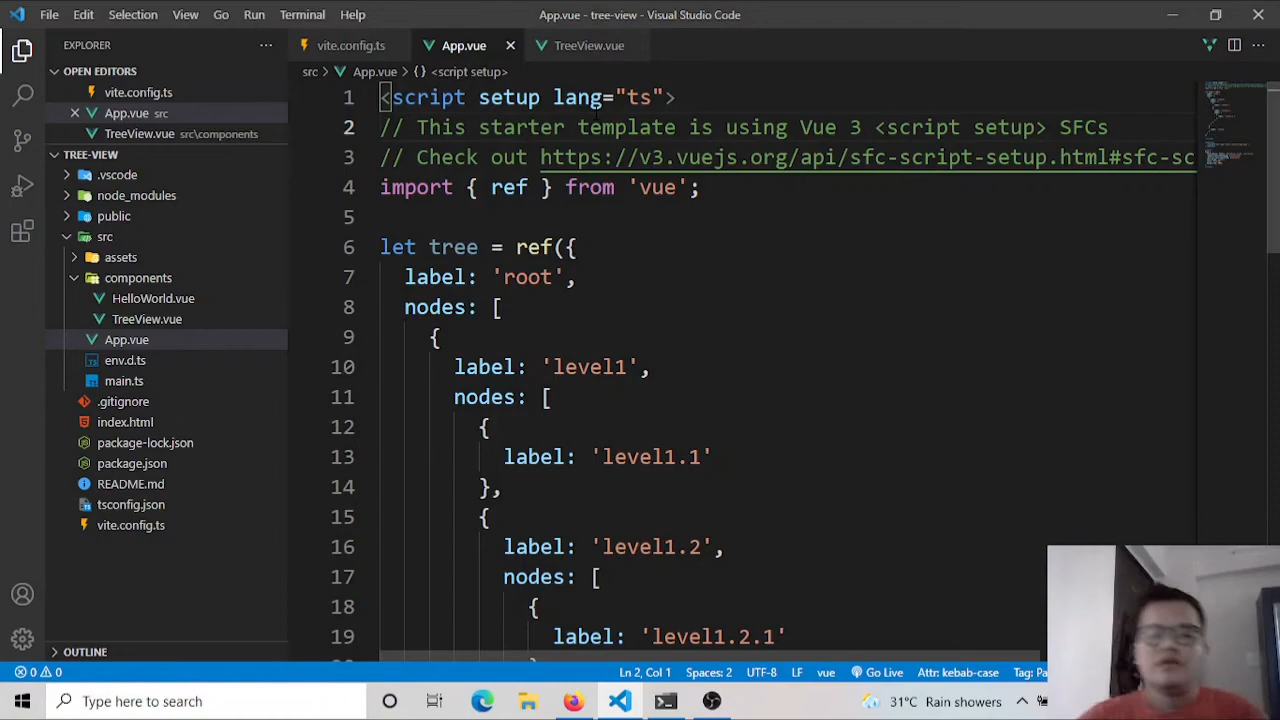 File Edit Selection View Go Run Terminal Help App.vue - tree-view - Visual Studio Code
EXPLORER
OPEN EDITORS
vite.config.ts
App.vue src
TreeView.vue src\components
TREE-VIEW
.vscode
node_modules
public
src
assets
components
HelloWorld.vue
TreeView.vue
App.vue
env.d.ts
main.ts
.gitignore
index.html
package-lock.json
package.json
README.md
tsconfig.json
vite.config.ts
OUTLINE
vite.config.ts App.vue TreeView.vue
src > App.vue > {} <script setup>
1 <script setup lang="ts">
2 // This starter template is using Vue 3 <script setup> SFCs
3 // Check out https://v3.vuejs.org/api/sfc-script-setup.html#sfc-sc
4 import { ref } from 'vue';
5
6 let tree = ref({
7 label: 'root',
8 nodes: [
9 {
10 label: 'level1',
11 nodes: [
12 {
13 label: 'level1.1'
14 },
15 {
16 label: 'level1.2',
17 nodes: [
18 {
19 label: 'level1.2.1'
0 0 Ln 2, Col 1 Spaces: 2 UTF-8 LF vue Go Live Attr: kebab-case Tag: Pa
Type here to search 31°C Rain showers